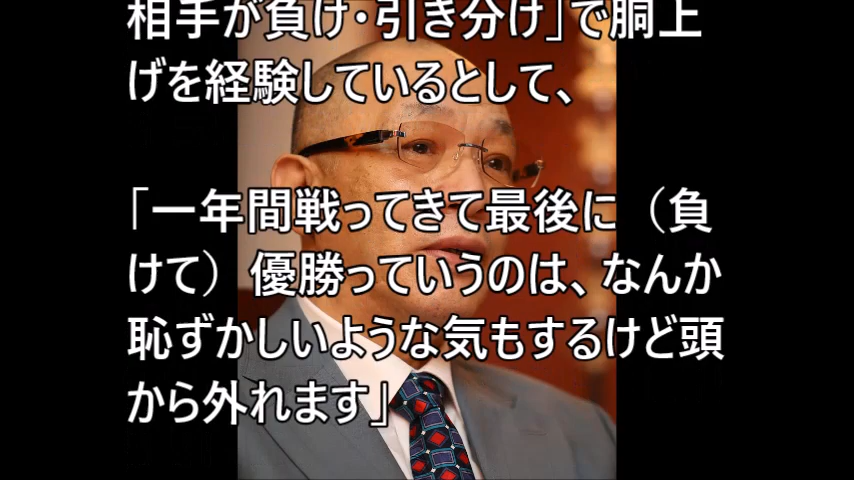 相手が負け・引き分け」で胴上
げを経験しているとして、
「一年間戦ってきて最後に（負
けて）優勝っていうのは、なんか
恥ずかしいような気もするけど頭
から外れます」